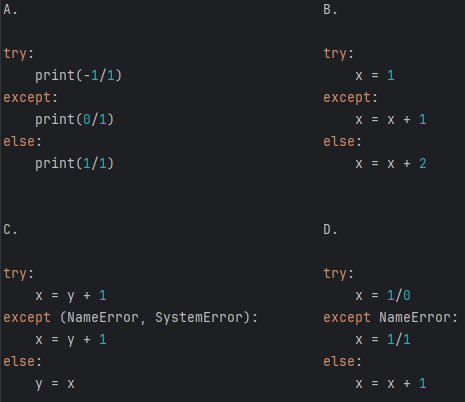 A.
try:
    print(-1/1)
except:
    print(0/1)
else:
    print(1/1)
B.
try:
    x = 1
except:
    x = x + 1
else:
    x = x + 2
C.
try:
    x = y + 1
except (NameError, SystemError):
    x = y + 1
else:
    y = x
D.
try:
    x = 1/0
except NameError:
    x = 1/1
else:
    x = x + 1